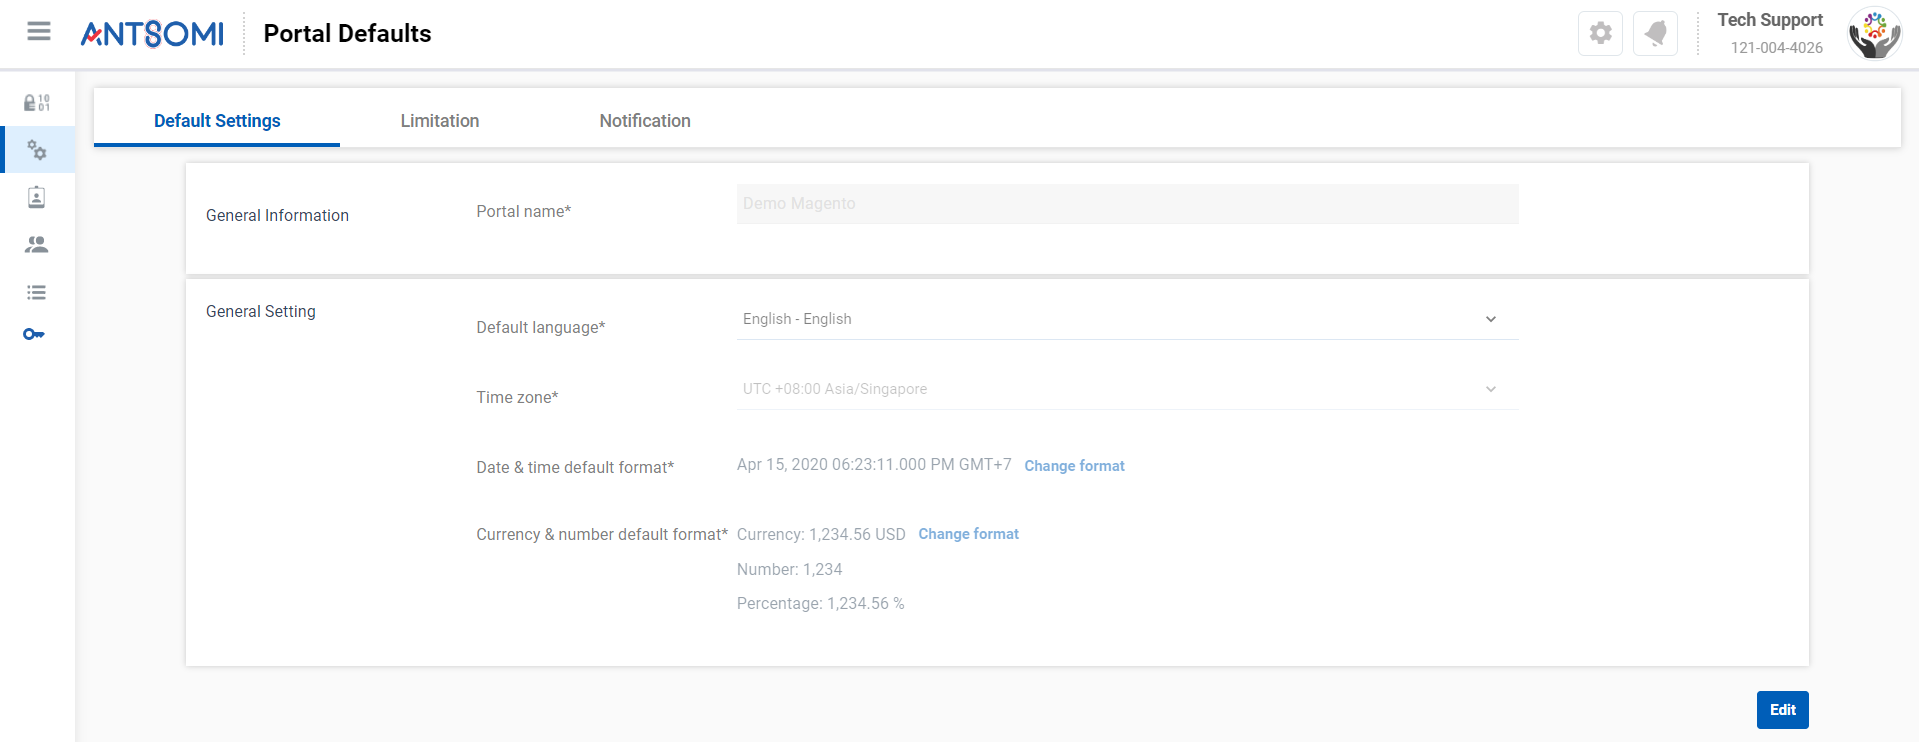 ANTSOMI
Portal Defaults
Tech Support
121-004-4026
10
01
Default Settings
Limitation
Notification
General Information
Portal name*
Demo Magento
General Setting
Default language*
English - English
Time zone*
UTC +08:00 Asia/Singapore
Date & time default format*
Apr 15, 2020 06:23:11.000 PM GMT+7 Change format
Currency & number default format*
Currency: 1,234.56 USD Change format
Number: 1,234
Percentage: 1,234.56 %
Edit